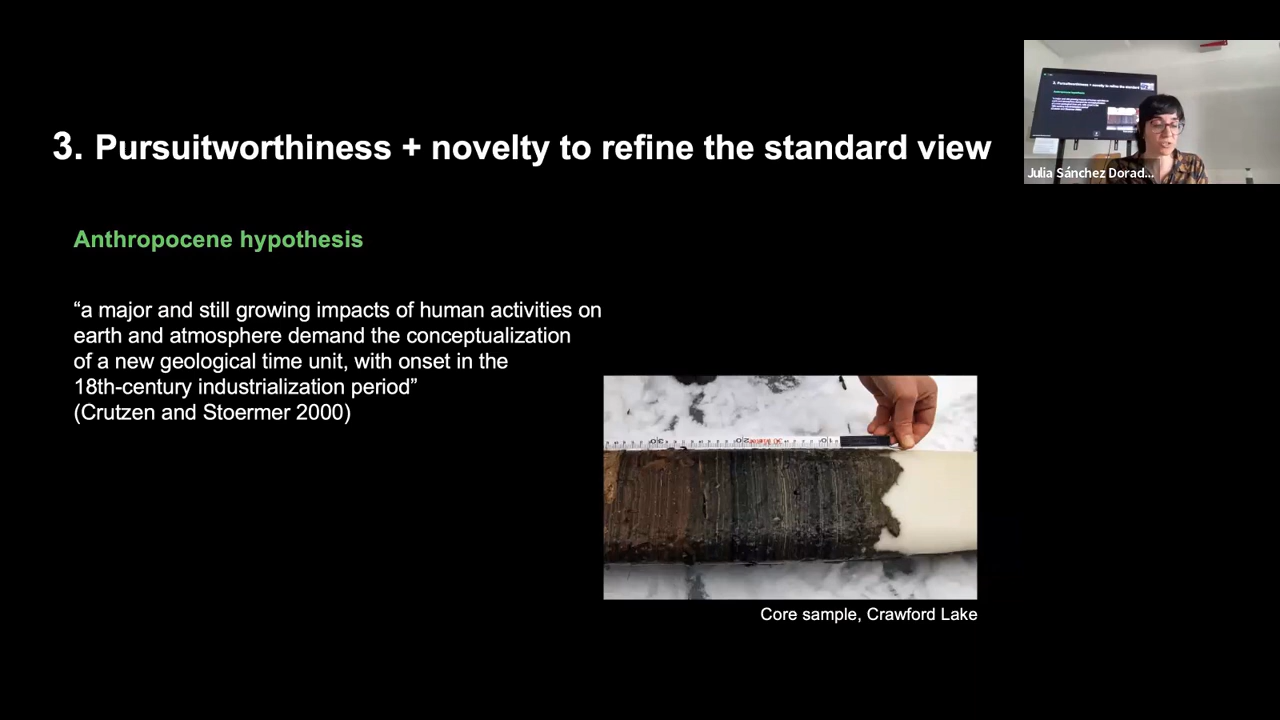 3. Pursuitworthiness + novelty to refine the standard view
Julia Sánchez Dorad...
Anthropocene hypothesis
“a major and still growing impacts of human activities on
earth and atmosphere demand the conceptualization
of a new geological time unit, with onset in the
18th-century industrialization period”
(Crutzen and Stoermer 2000)
Core sample, Crawford Lake